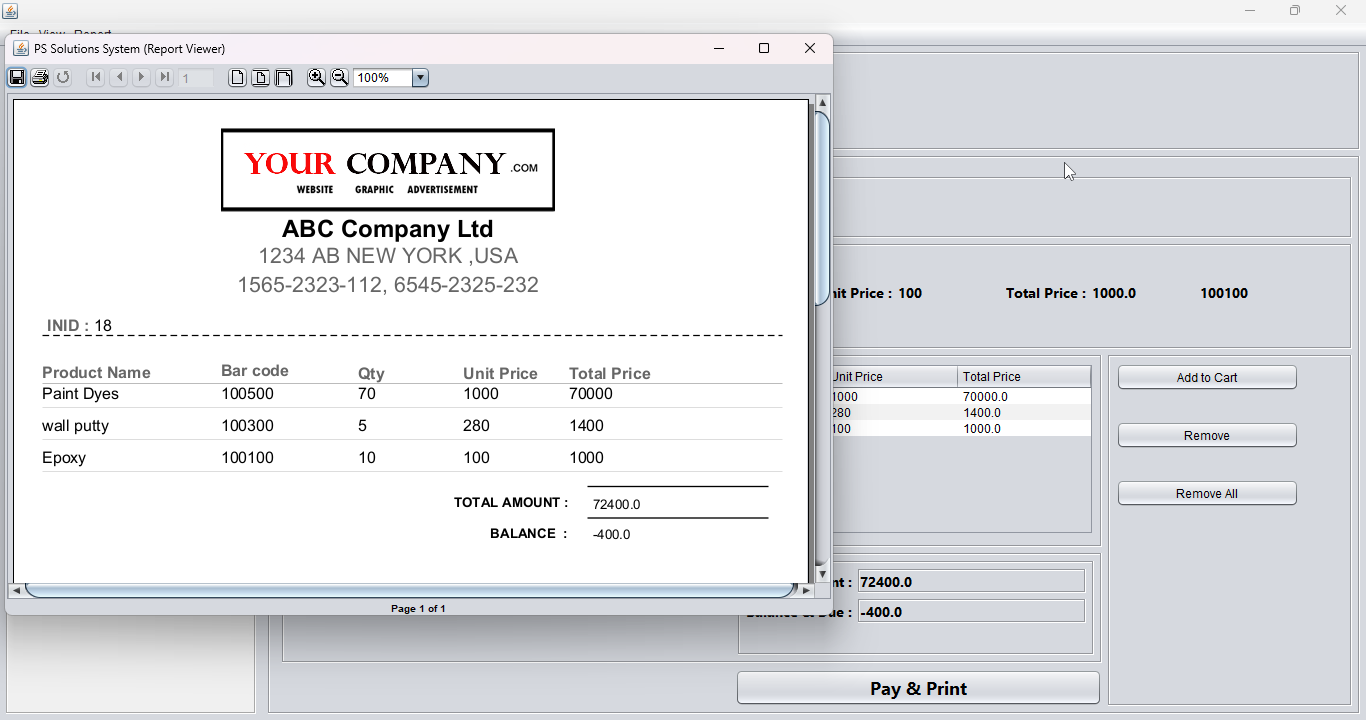 File View Report
PS Solutions System (Report Viewer)
1 100%
YOUR COMPANY .COM
WEBSITE GRAPHIC ADVERTISEMENT
ABC Company Ltd
1234 AB NEW YORK ,USA
1565-2323-112, 6545-2325-232
INID : 18
Product Name Bar code Qty Unit Price Total Price
Paint Dyes 100500 70 1000 70000
wall putty 100300 5 280 1400
Epoxy 100100 10 100 1000
TOTAL AMOUNT : 72400.0
BALANCE : -400.0
Page 1 of 1
Price : 100 Total Price : 1000.0 100100
Unit Price Total Price
1000 70000.0
280 1400.0
100 1000.0
Add to Cart
Remove
Remove All
: 72400.0
: -400.0
Pay & Print